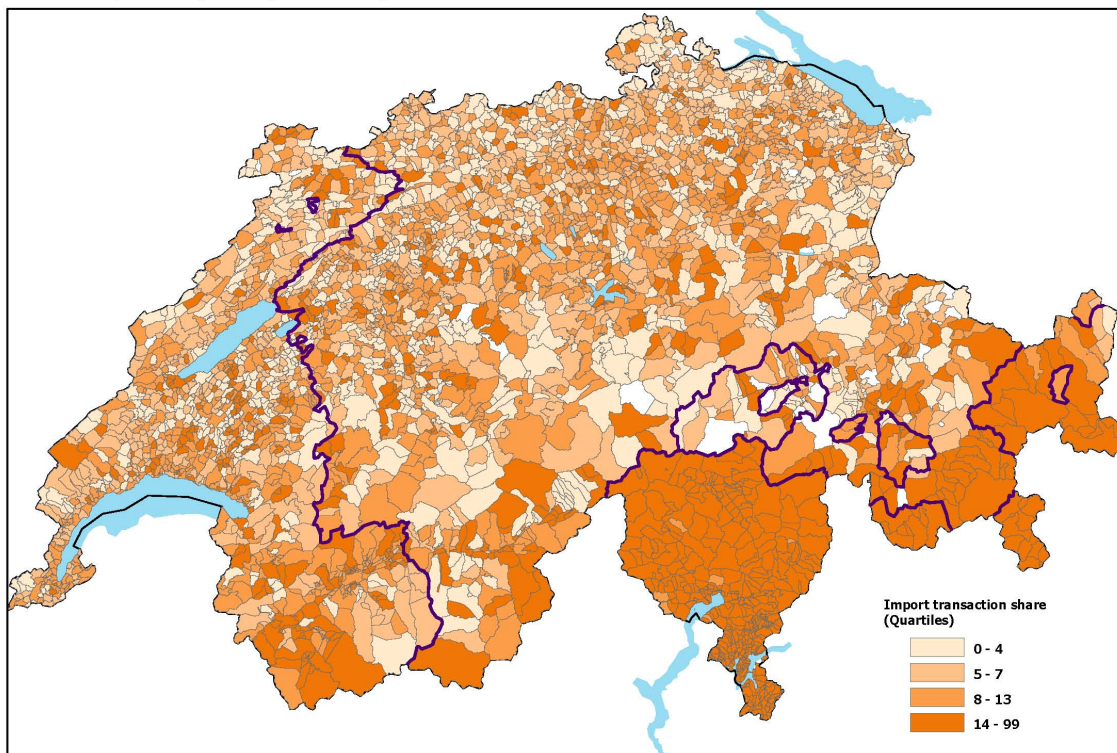 Import transaction share
(Quartiles)
0 - 4
5 - 7
8 - 13
14 - 99